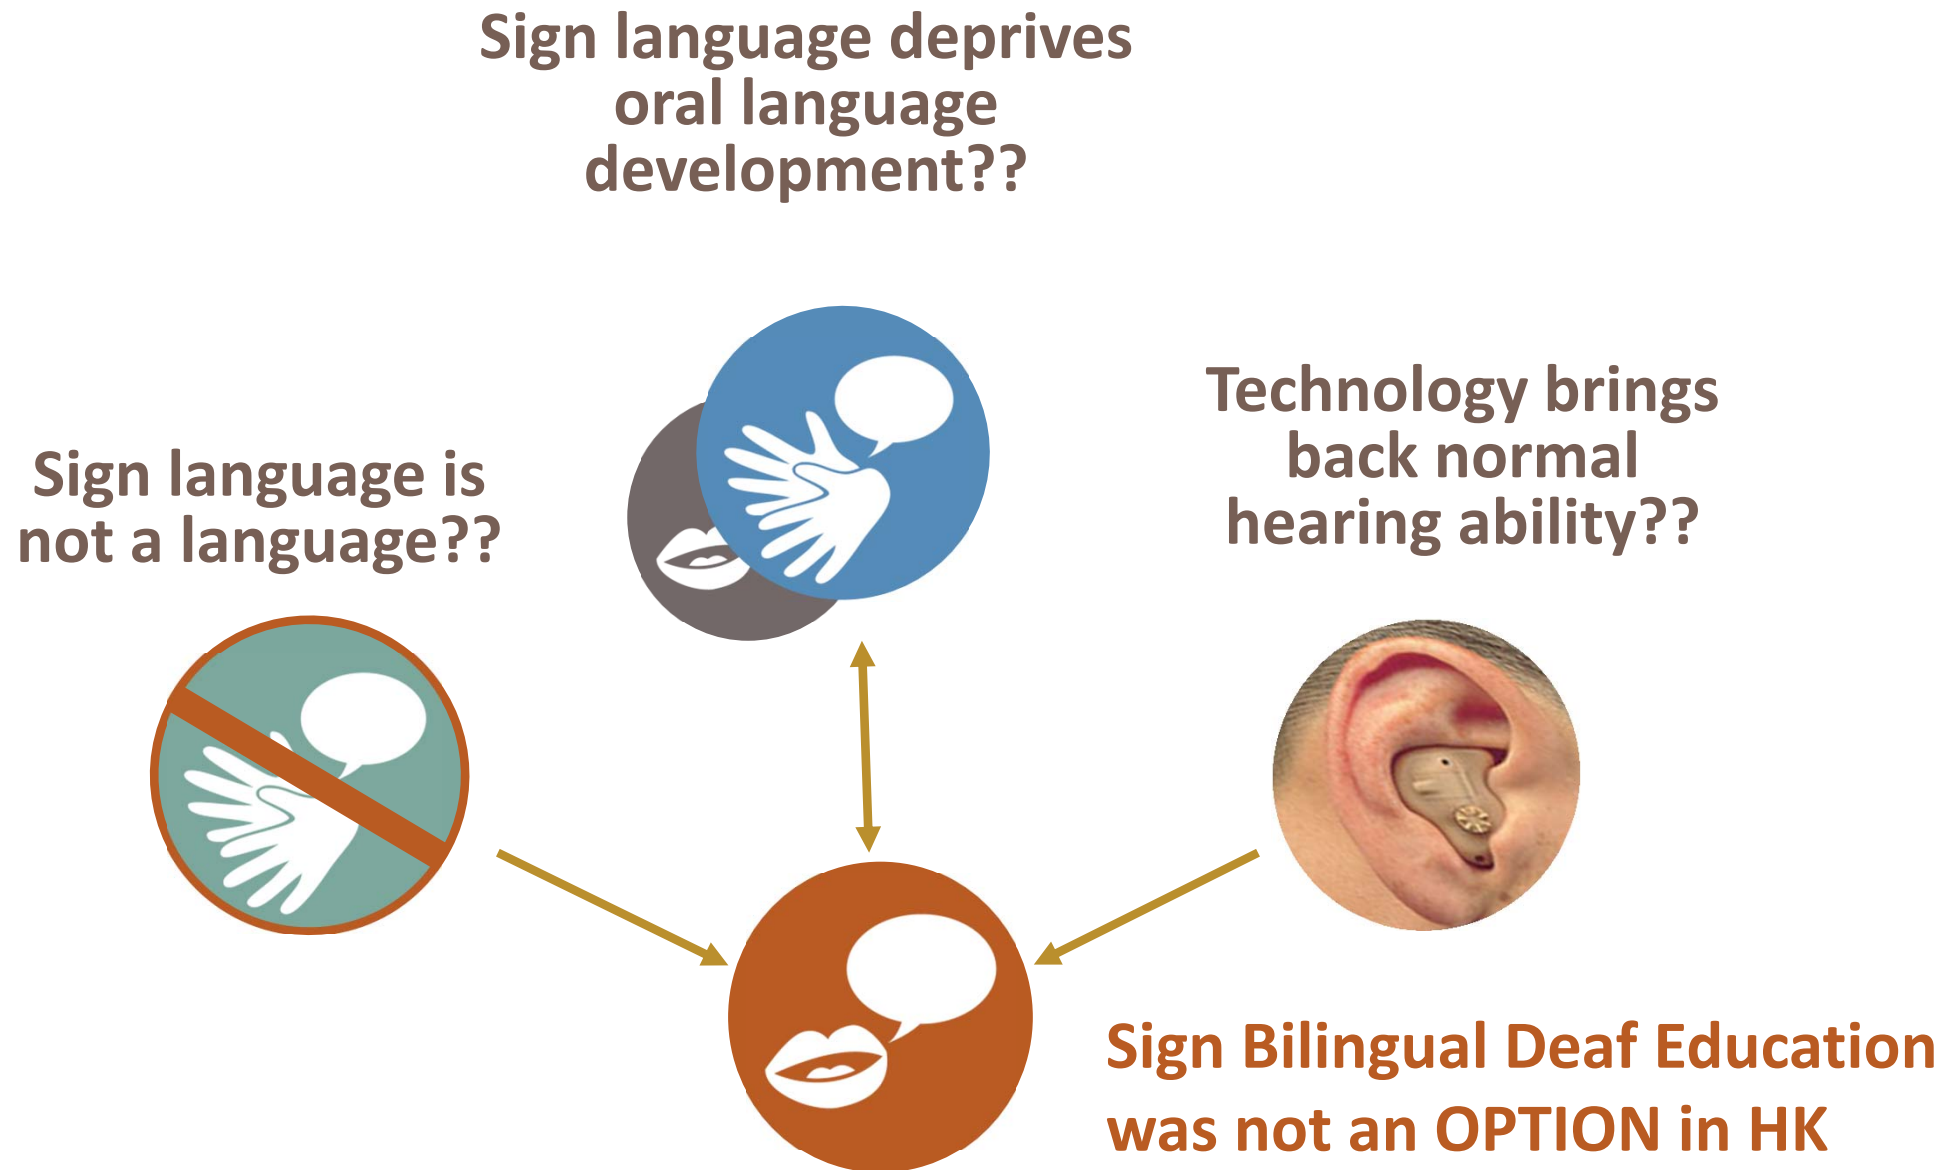 Sign language deprives
oral language
development??
Sign language is
not a language??
Technology brings
back normal
hearing ability??
Sign Bilingual Deaf Education
was not an OPTION in HK